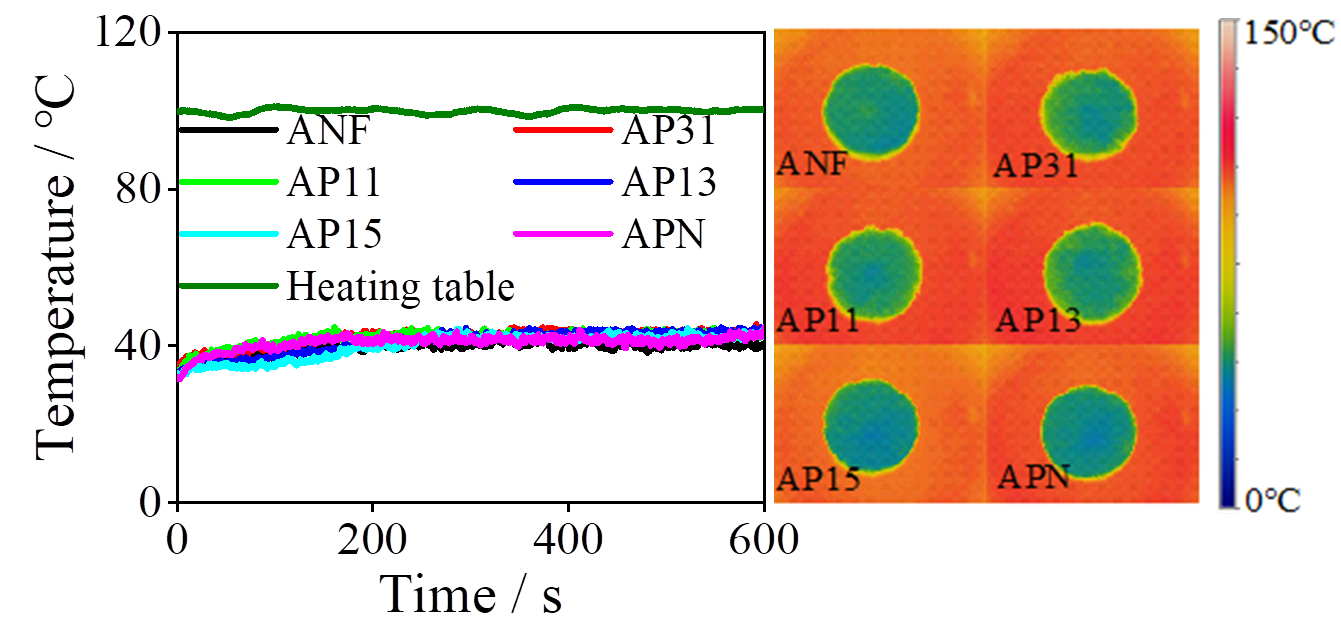 120
80
40
0
Temperature / °C
ANF AP31
AP11 AP13
AP15 APN
Heating table
0 200 400 600
Time / s
ANF AP31
AP11 AP13
AP15 APN
150°C
0°C